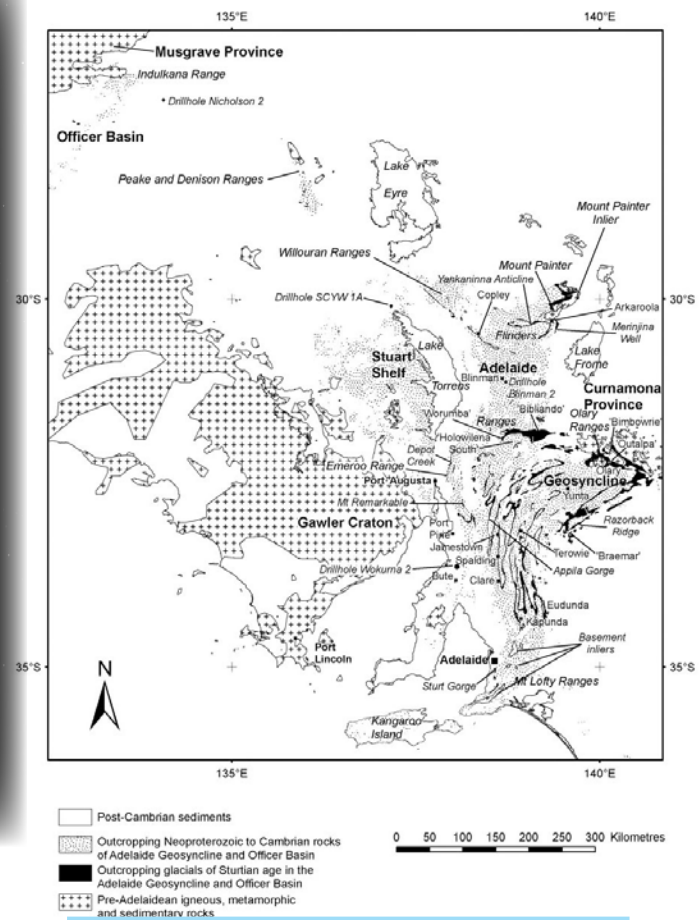 135°E
140°E
Musgrave Province
Indulkana Range
Drillhole Nicholson 2
Officer Basin
Peake and Denison Ranges
Lake
Eyre
Mount Painter
Inlier
Willouran Ranges
Mount Painter
Yankaninna Anticline
Copley
Drillhole SCYW 1A
30°S
30°S
Arkaroola
Flinders
Merinjina
Well
Lake
Stuart
Shelf
Lake
Frome
Adelaide
Blinman
Drillhole
Blinman 2
Torrens
Curnamona
Province
'Worumba'
'Bibliando'
Olary
Ranges
Ranges
'Bimbowrie'
'Holowilena
South'
'Outalpa'
Depot
Creek
Emeroo Range
Olary
Port Augusta
Geosyncline
Yunta
Mt Remarkable
Gawler Craton
Port
Pirie
Razorback
Ridge
Jamestown
Terowie
'Braemar'
Spalding
Appila Gorge
Drillhole Wokurna 2
Bute
Clare
Eudunda
Kapunda
Basement
inliers
Port
Lincoln
Adelaide
35°S
35°S
Sturt Gorge
Mt Lofty Ranges
N
Kangaroo
Island
135°E
140°E
Post-Cambrian sediments
Outcropping Neoproterozoic to Cambrian rocks
of Adelaide Geosyncline and Officer Basin
Outcropping glacials of Sturtian age in the
Adelaide Geosyncline and Officer Basin
Pre-Adelaidean igneous, metamorphic
and sedimentary rocks
0 50 100 150 200 250 300 Kilometres